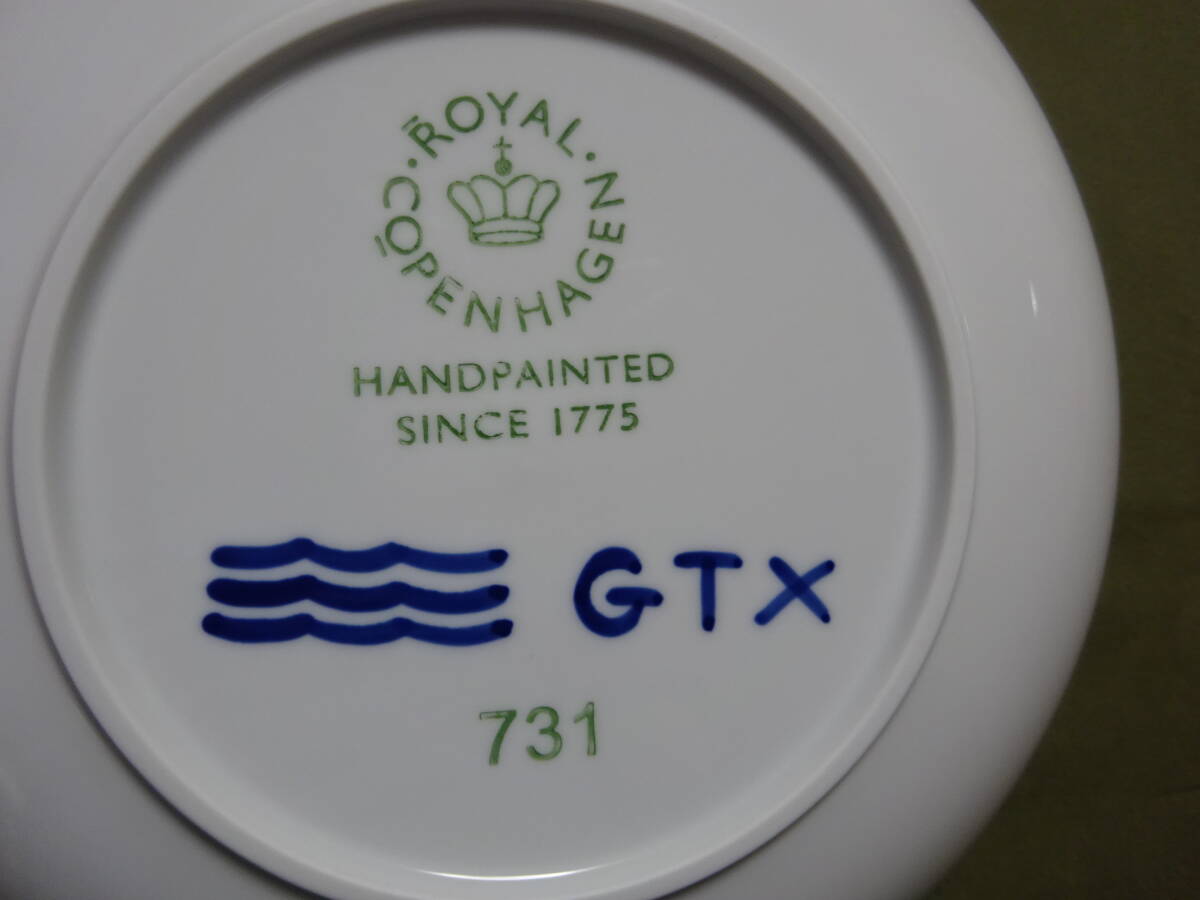 ROYAL · COPENHAGEN ·
HANDPAINTED
SINCE 1775
GTX
731